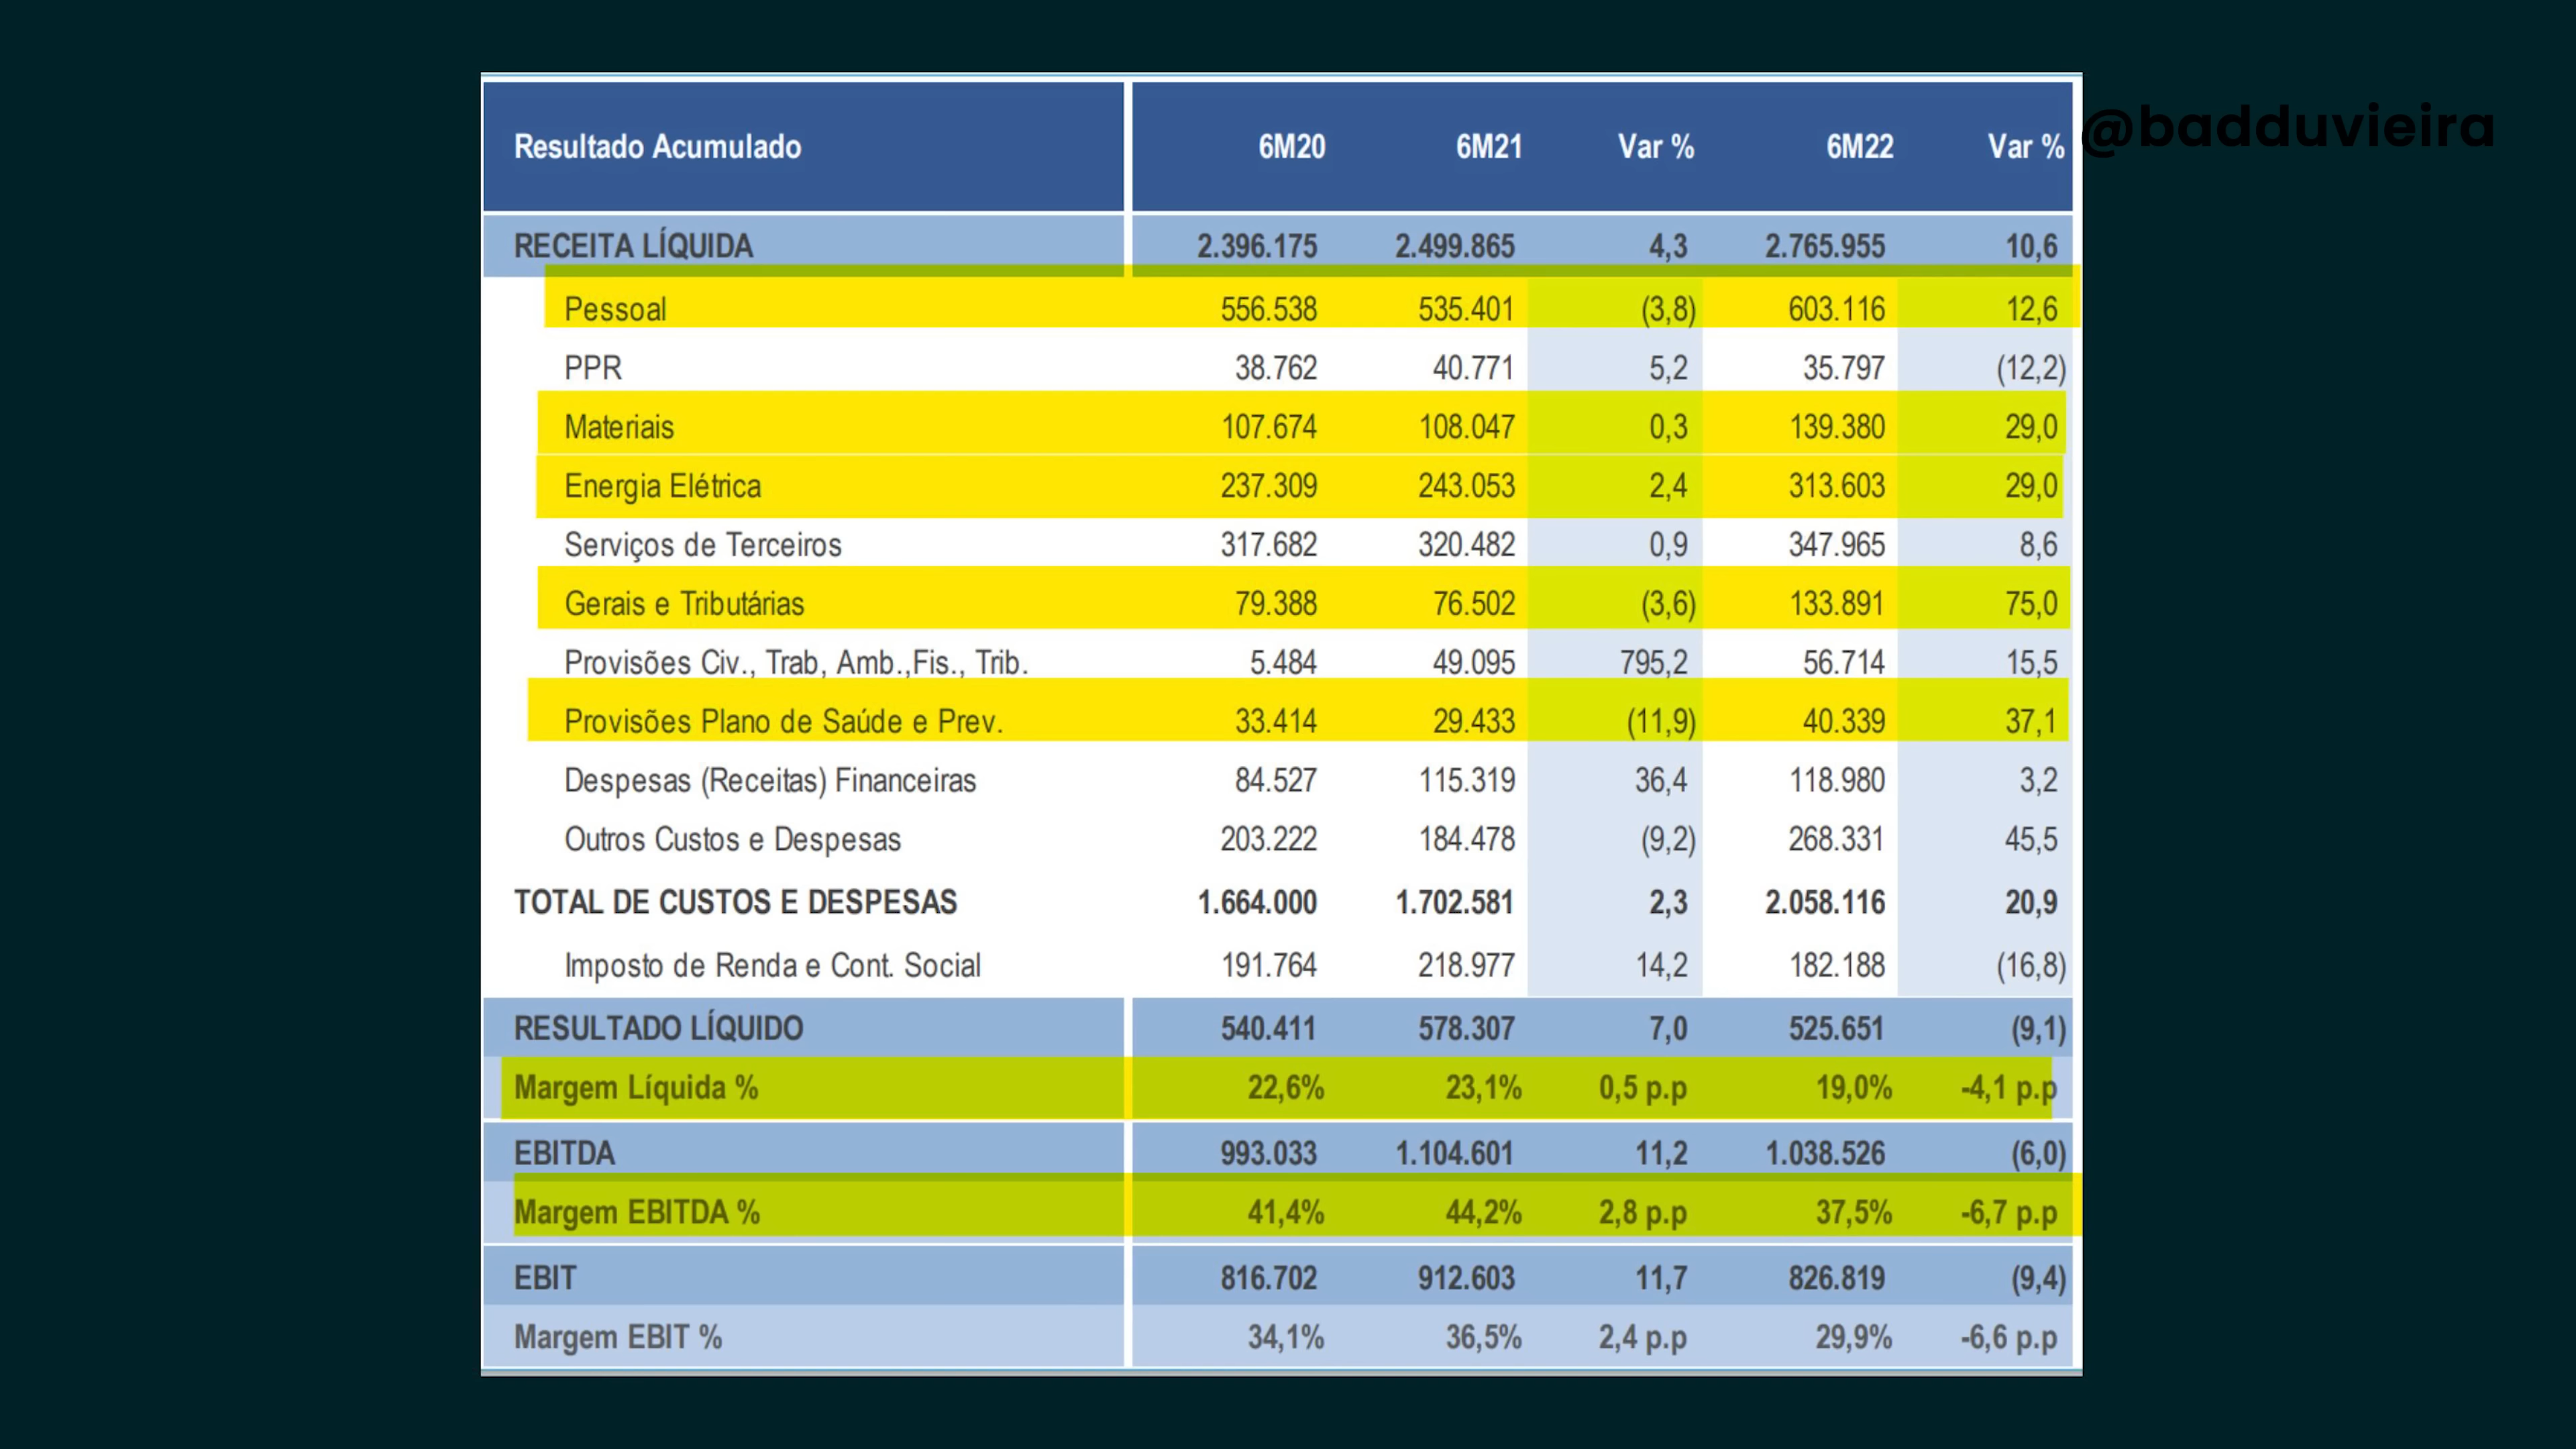 @badduvieira
Resultado Acumulado 6M20 6M21 Var % 6M22 Var %
RECEITA LÍQUIDA 2.396.175 2.499.865 4,3 2.765.955 10,6
Pessoal 556.538 535.401 (3,8) 603.116 12,6
PPR 38.762 40.771 5,2 35.797 (12,2)
Materiais 107.674 108.047 0,3 139.380 29,0
Energia Elétrica 237.309 243.053 2,4 313.603 29,0
Serviços de Terceiros 317.682 320.482 0,9 347.965 8,6
Gerais e Tributárias 79.388 76.502 (3,6) 133.891 75,0
Provisões Civ., Trab, Amb.,Fis., Trib. 5.484 49.095 795,2 56.714 15,5
Provisões Plano de Saúde e Prev. 33.414 29.433 (11,9) 40.339 37,1
Despesas (Receitas) Financeiras 84.527 115.319 36,4 118.980 3,2
Outros Custos e Despesas 203.222 184.478 (9,2) 268.331 45,5
TOTAL DE CUSTOS E DESPESAS 1.664.000 1.702.581 2,3 2.058.116 20,9
Imposto de Renda e Cont. Social 191.764 218.977 14,2 182.188 (16,8)
RESULTADO LÍQUIDO 540.411 578.307 7,0 525.651 (9,1)
Margem Líquida % 22,6% 23,1% 0,5 p.p 19,0% -4,1 p.p
EBITDA 993.033 1.104.601 11,2 1.038.526 (6,0)
Margem EBITDA % 41,4% 44,2% 2,8 p.p 37,5% -6,7 p.p
EBIT 816.702 912.603 11,7 826.819 (9,4)
Margem EBIT % 34,1% 36,5% 2,4 p.p 29,9% -6,6 p.p